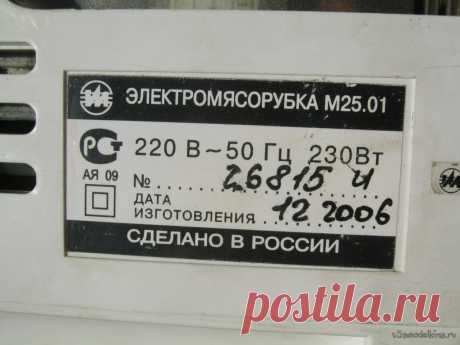 ЭЛЕКТРОМЯСОРУБКА М25.01
РСТ 220 В ~ 50 Гц 230Вт
АЯ 09 № 26815 и
ДАТА
ИЗГОТОВЛЕНИЯ 12 2006
СДЕЛАНО В РОССИИ
postila.ru